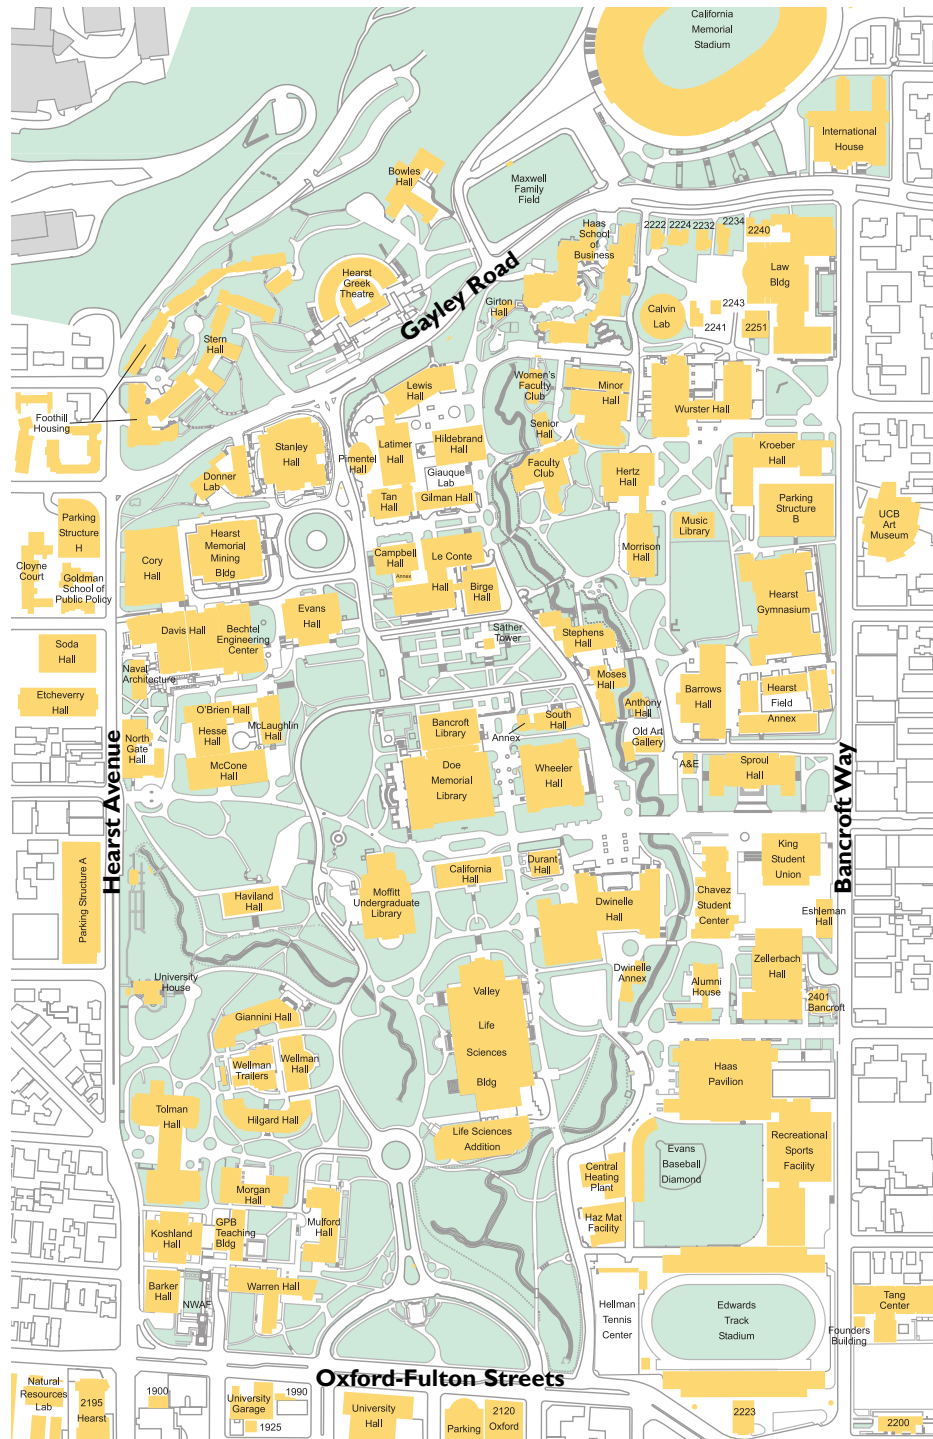 California
Memorial
Stadium
International
House
Bowles
Hall
Maxwell
Family
Field
Haas
School
of
Business
2222
2224
2232
2234
2240
Law
Bldg
Hearst
Greek
Theatre
Gayley Road
Girton
Hall
Calvin
Lab
2243
2241
2251
Stern
Hall
Foothill
Housing
Lewis
Hall
Women's
Faculty
Club
Minor
Hall
Wurster Hall
Senior
Hall
Stanley
Hall
Latimer
Hall
Hildebrand
Hall
Pimentel
Hall
Giauque
Lab
Donner
Lab
Tan
Hall
Gilman Hall
Faculty
Club
Hertz
Hall
Kroeber
Hall
Parking
Structure
B
UCB
Art
Museum
Music
Library
Morrison
Hall
Parking
Structure
H
Cloyne
Court
Goldman
School of
Public Policy
Cory
Hall
Hearst
Memorial
Mining
Bldg
Campbell
Hall
Annex
Le Conte
Hall
Birge
Hall
Hearst
Gymnasium
Evans
Hall
Davis Hall
Bechtel
Engineering
Center
Sather
Tower
Stephens
Hall
Soda
Hall
Naval
Architecture
Moses
Hall
Barrows
Hall
Hearst
Field
Annex
Etcheverry
Hall
O'Brien Hall
Hesse
Hall
McLaughlin
Hall
McCone
Hall
North
Gate
Hall
Bancroft
Library
Annex
South
Hall
Anthony
Hall
Old Art
Gallery
Doe
Memorial
Library
Wheeler
Hall
A&E
Sproul
Hall
Hearst Avenue
Bancroft Way
Parking Structure A
Haviland
Hall
Moffitt
Undergraduate
Library
California
Hall
Durant
Hall
Dwinelle
Hall
Chavez
Student
Center
King
Student
Union
Eshleman
Hall
Zellerbach
Hall
Dwinelle
Annex
Alumni
House
2401
Bancroft
University
House
Giannini Hall
Wellman
Trailers
Wellman
Hall
Valley
Life
Sciences
Bldg
Haas
Pavilion
Tolman
Hall
Hilgard Hall
Life Sciences
Addition
Evans
Baseball
Diamond
Recreational
Sports
Facility
Central
Heating
Plant
Morgan
Hall
Haz Mat
Facility
Koshland
Hall
GPB
Teaching
Bldg
Mulford
Hall
Barker
Hall
NWAF
Warren Hall
Hellman
Tennis
Center
Edwards
Track
Stadium
Tang
Center
Founders
Building
Oxford-Fulton Streets
Natural
Resources
Lab
2195
Hearst
1900
University
Garage
1990
1925
University
Hall
Parking
2120
Oxford
2223
2200